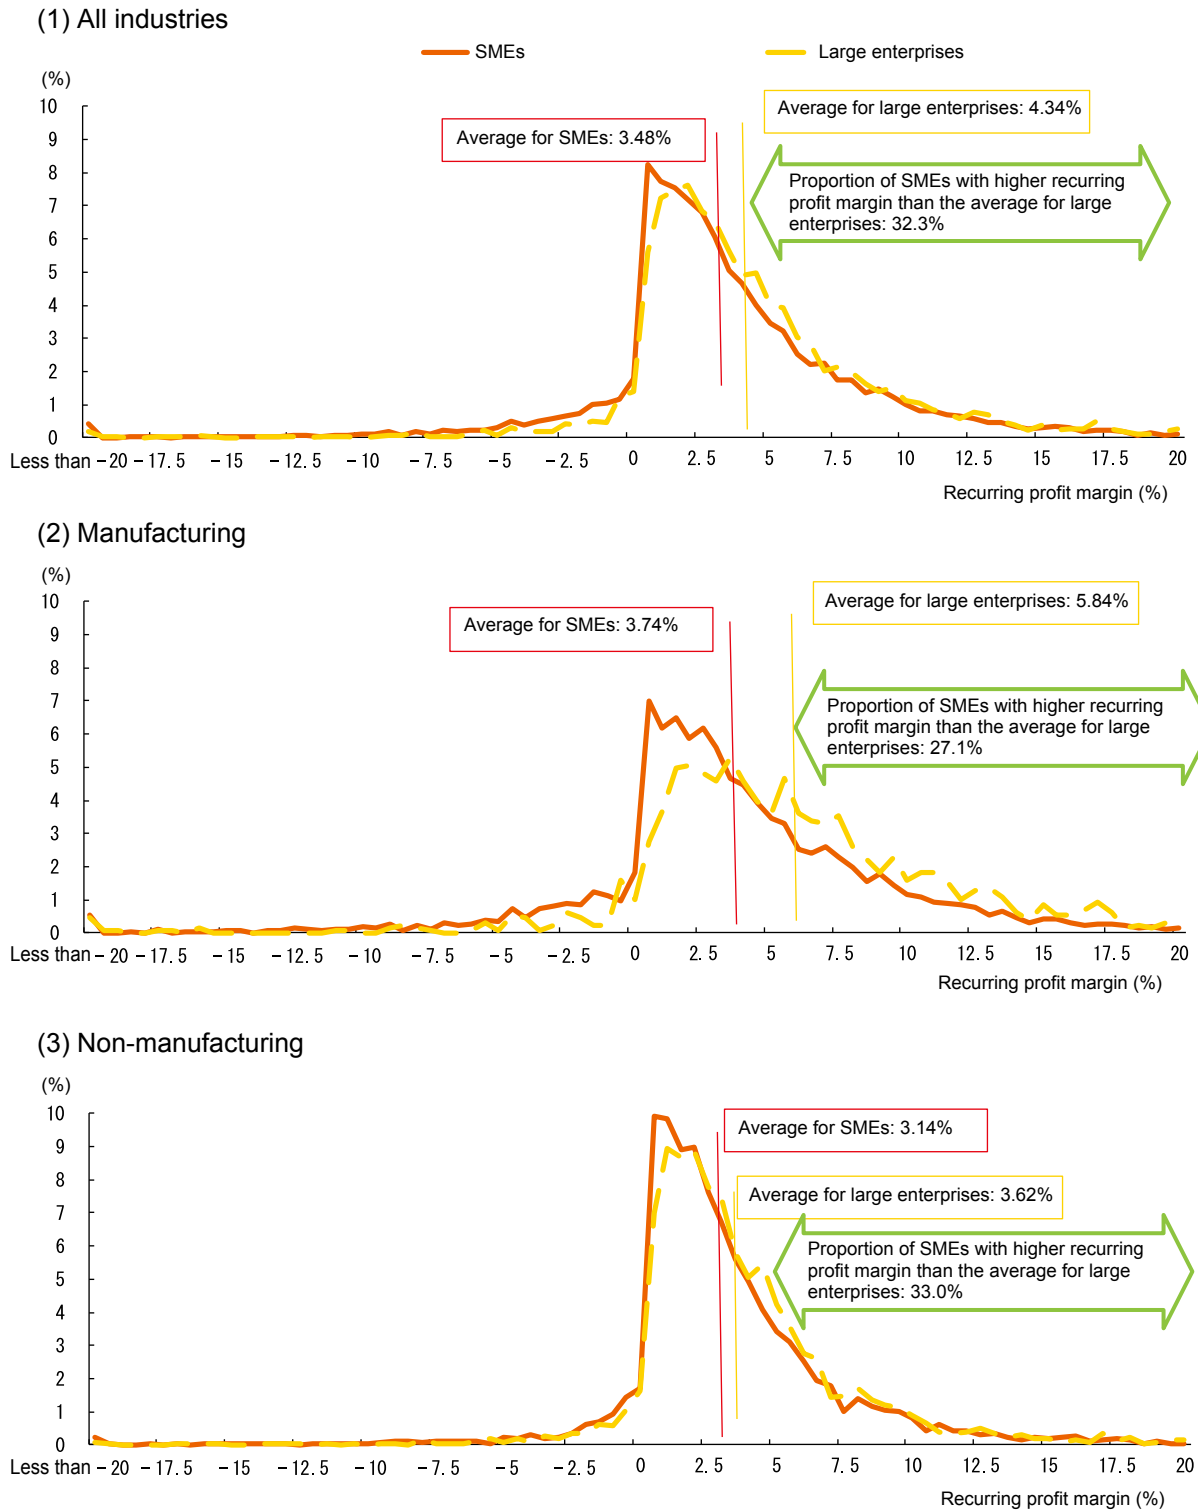 (1) All industries
SMEs
Large enterprises
(%)
Average for large enterprises: 4.34%
Average for SMEs: 3.48%
Proportion of SMEs with higher recurring
profit margin than the average for large
enterprises: 32.3%
10
9
8
7
6
5
4
3
2
1
0
Less than −20 −17.5 −15 −12.5 −10 −7.5 −5 −2.5 0 2.5 5 7.5 10 12.5 15 17.5 20
Recurring profit margin (%)
(2) Manufacturing
(%)
Average for large enterprises: 5.84%
Average for SMEs: 3.74%
Proportion of SMEs with higher recurring
profit margin than the average for large
enterprises: 27.1%
10
9
8
7
6
5
4
3
2
1
0
Less than −20 −17.5 −15 −12.5 −10 −7.5 −5 −2.5 0 2.5 5 7.5 10 12.5 15 17.5 20
Recurring profit margin (%)
(3) Non-manufacturing
(%)
Average for SMEs: 3.14%
Average for large enterprises: 3.62%
Proportion of SMEs with higher recurring
profit margin than the average for large
enterprises: 33.0%
10
9
8
7
6
5
4
3
2
1
0
Less than −20 −17.5 −15 −12.5 −10 −7.5 −5 −2.5 0 2.5 5 7.5 10 12.5 15 17.5 20
Recurring profit margin (%)